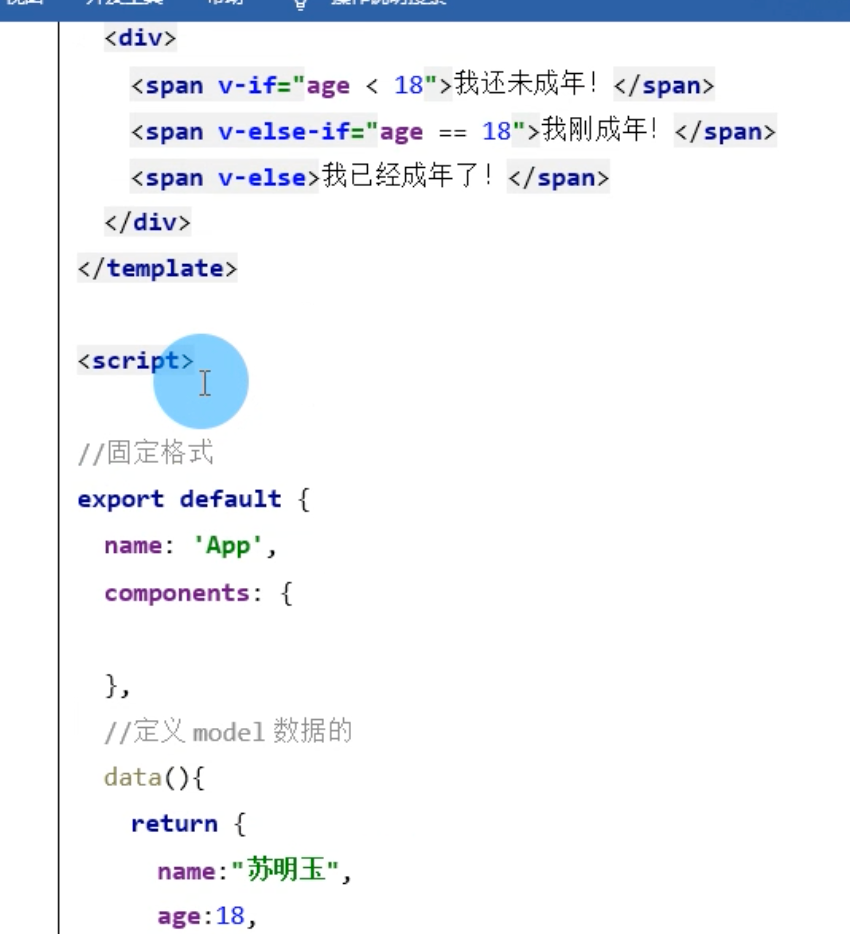 <div>
<span v-if="age < 18">我还未成年！</span>
<span v-else-if="age == 18">我刚成年！</span>
<span v-else>我已经成年了！</span>
</div>
</template>
<script>
//固定格式
export default {
name: 'App',
components: {
},
//定义 model 数据的
data(){
return {
name:"苏明玉",
age:18,